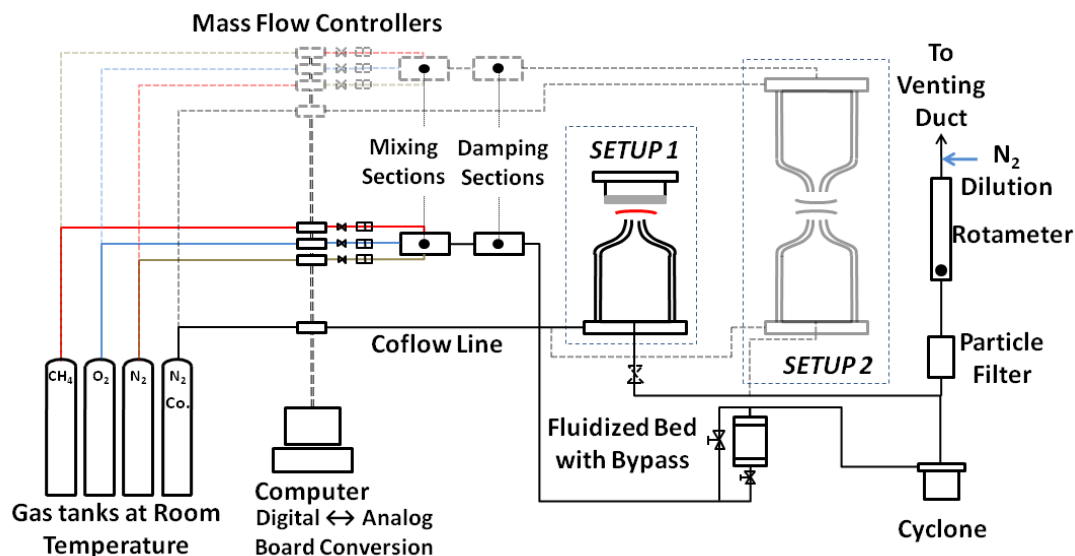 Mass Flow Controllers
To
Venting
Duct
N2
Dilution
Mixing
Sections
Damping
Sections
SETUP 1
Rotameter
Coflow Line
SETUP 2
Particle
Filter
CH4
O2
N2
N2
Co.
Fluidized Bed
with Bypass
Gas tanks at Room
Temperature
Computer
Digital ↔ Analog
Board Conversion
Cyclone